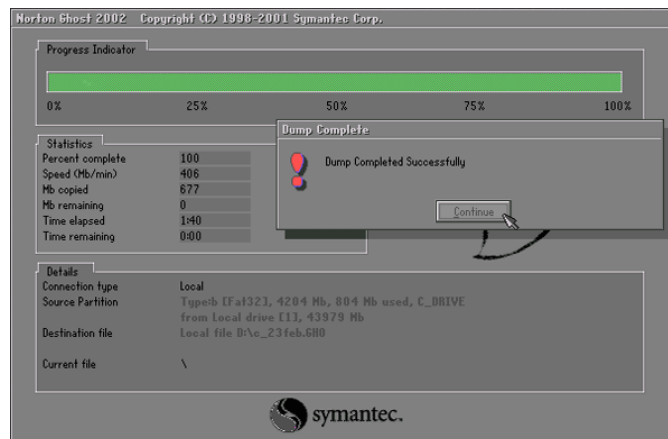 Norton Ghost 2002 Copyright (C) 1998-2001 Symantec Corp.
Progress Indicator
0% 25% 50% 75% 100%
Dump Complete
Dump Completed Successfully
Continue
Statistics
Percent complete 100
Speed (Mb/min) 406
Mb copied 677
Mb remaining 0
Time elapsed 1:40
Time remaining 0:00
Details
Connection type Local
Source Partition Type:b [Fat32], 4204 Mb, 804 Mb used, C_DRIVE
from Local drive [1], 43979 Mb
Destination file Local file D:\c_23feb.GHO
Current file \
symantec.